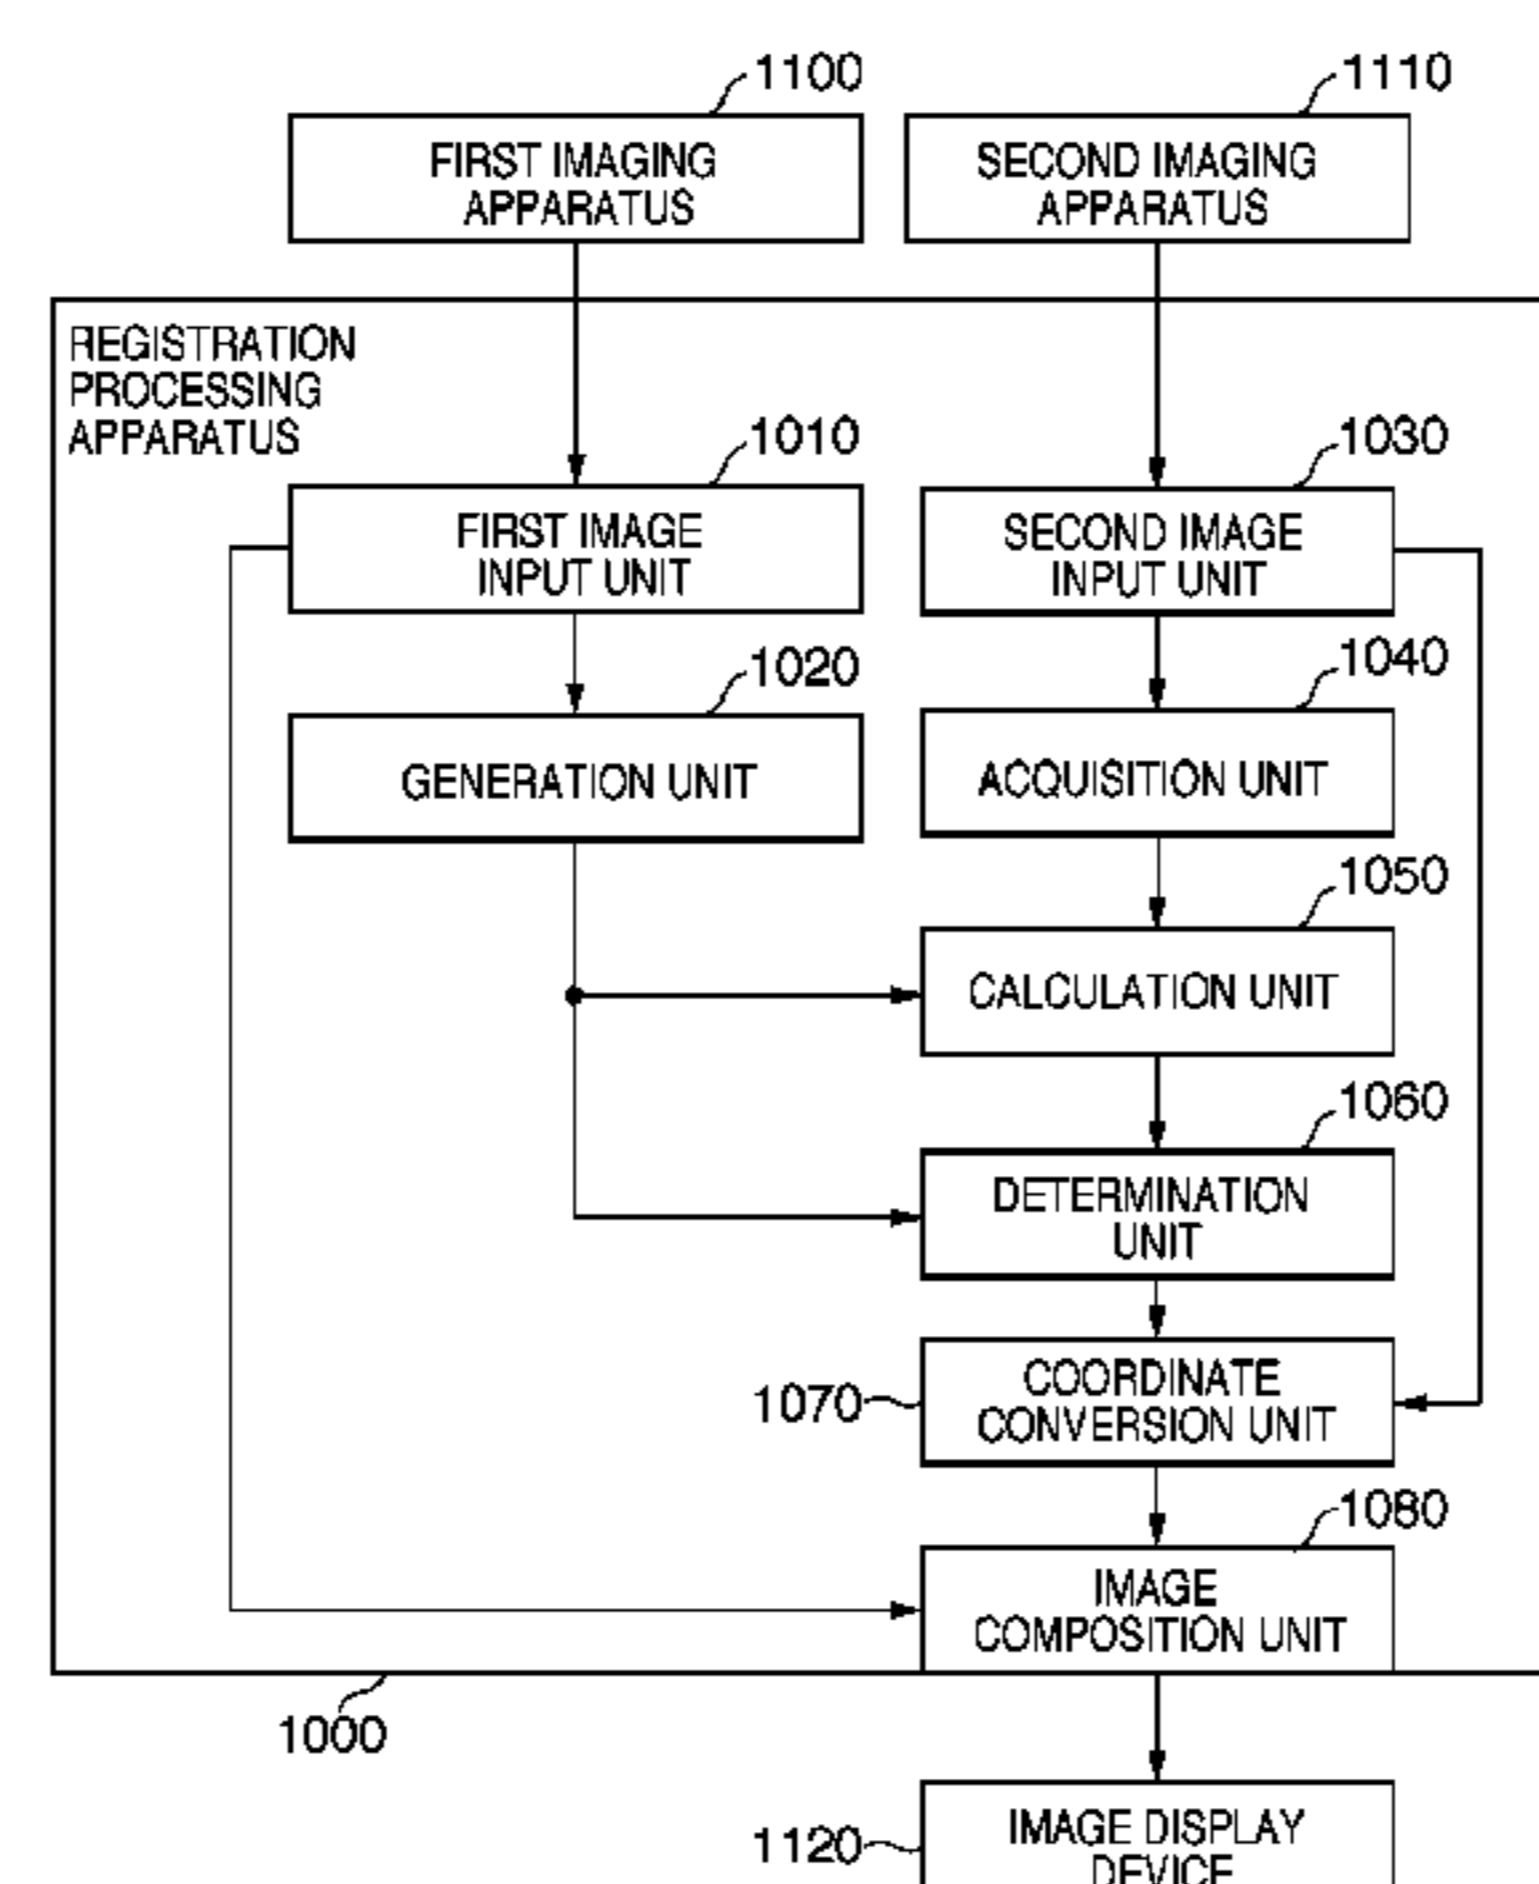 1100
1110
FIRST IMAGING
APPARATUS
SECOND IMAGING
APPARATUS
REGISTRATION
PROCESSING
APPARATUS
1010
1030
FIRST IMAGE
INPUT UNIT
SECOND IMAGE
INPUT UNIT
1020
1040
GENERATION UNIT
ACQUISITION UNIT
1050
CALCULATION UNIT
1060
DETERMINATION
UNIT
1070
COORDINATE
CONVERSION UNIT
1080
IMAGE
COMPOSITION UNIT
1000
1120
IMAGE DISPLAY
DEVICE